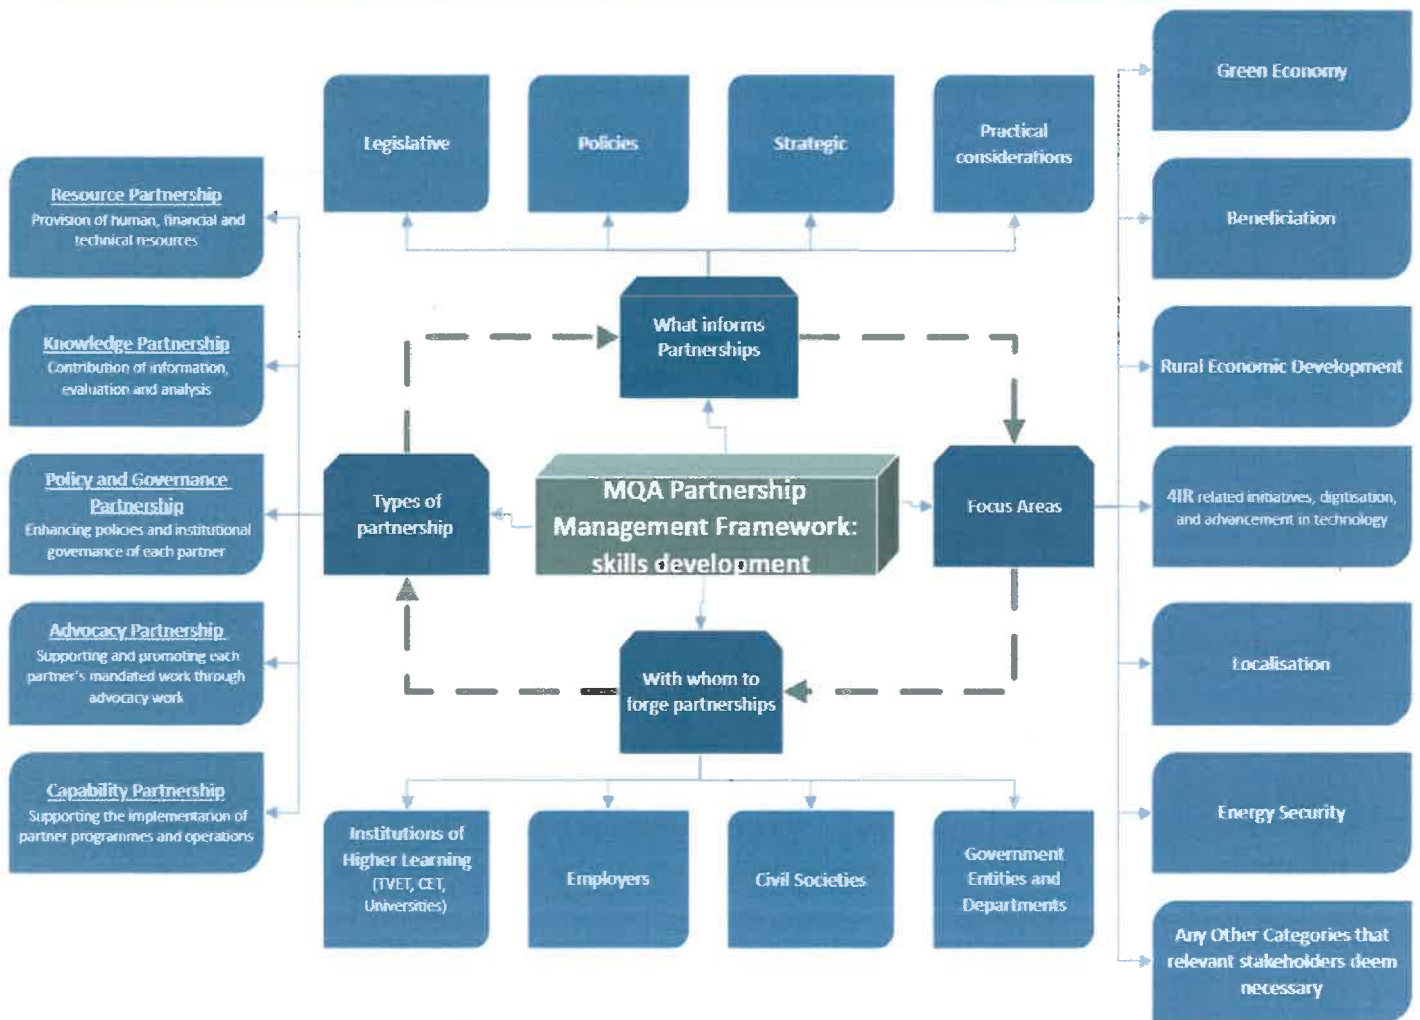 Green Economy
Legislative
Policies
Strategic
Practical
considerations
Resource Partnership
Provision of human, financial and
technical resources
Beneficiation
What informs
Partnerships
Knowledge Partnership
Contribution of information,
evaluation and analysis
Rural Economic Development
Policy and Governance
Partnership
Enhancing policies and institutional
governance of each partner
Types of
partnership
MQA Partnership
Management Framework:
skills development
Focus Areas
4IR related initiatives, digitisation,
and advancement in technology
Advocacy Partnership
Supporting and promoting each
partner's mandated work through
advocacy work
With whom to
forge partnerships
Localisation
Capability Partnership
Supporting the implementation of
partner programmes and operations
Institutions of
Higher Learning
(TVET, CET,
Universities)
Employers
Civil Societies
Government
Entities and
Departments
Energy Security
Any Other Categories that
relevant stakeholders deem
necessary